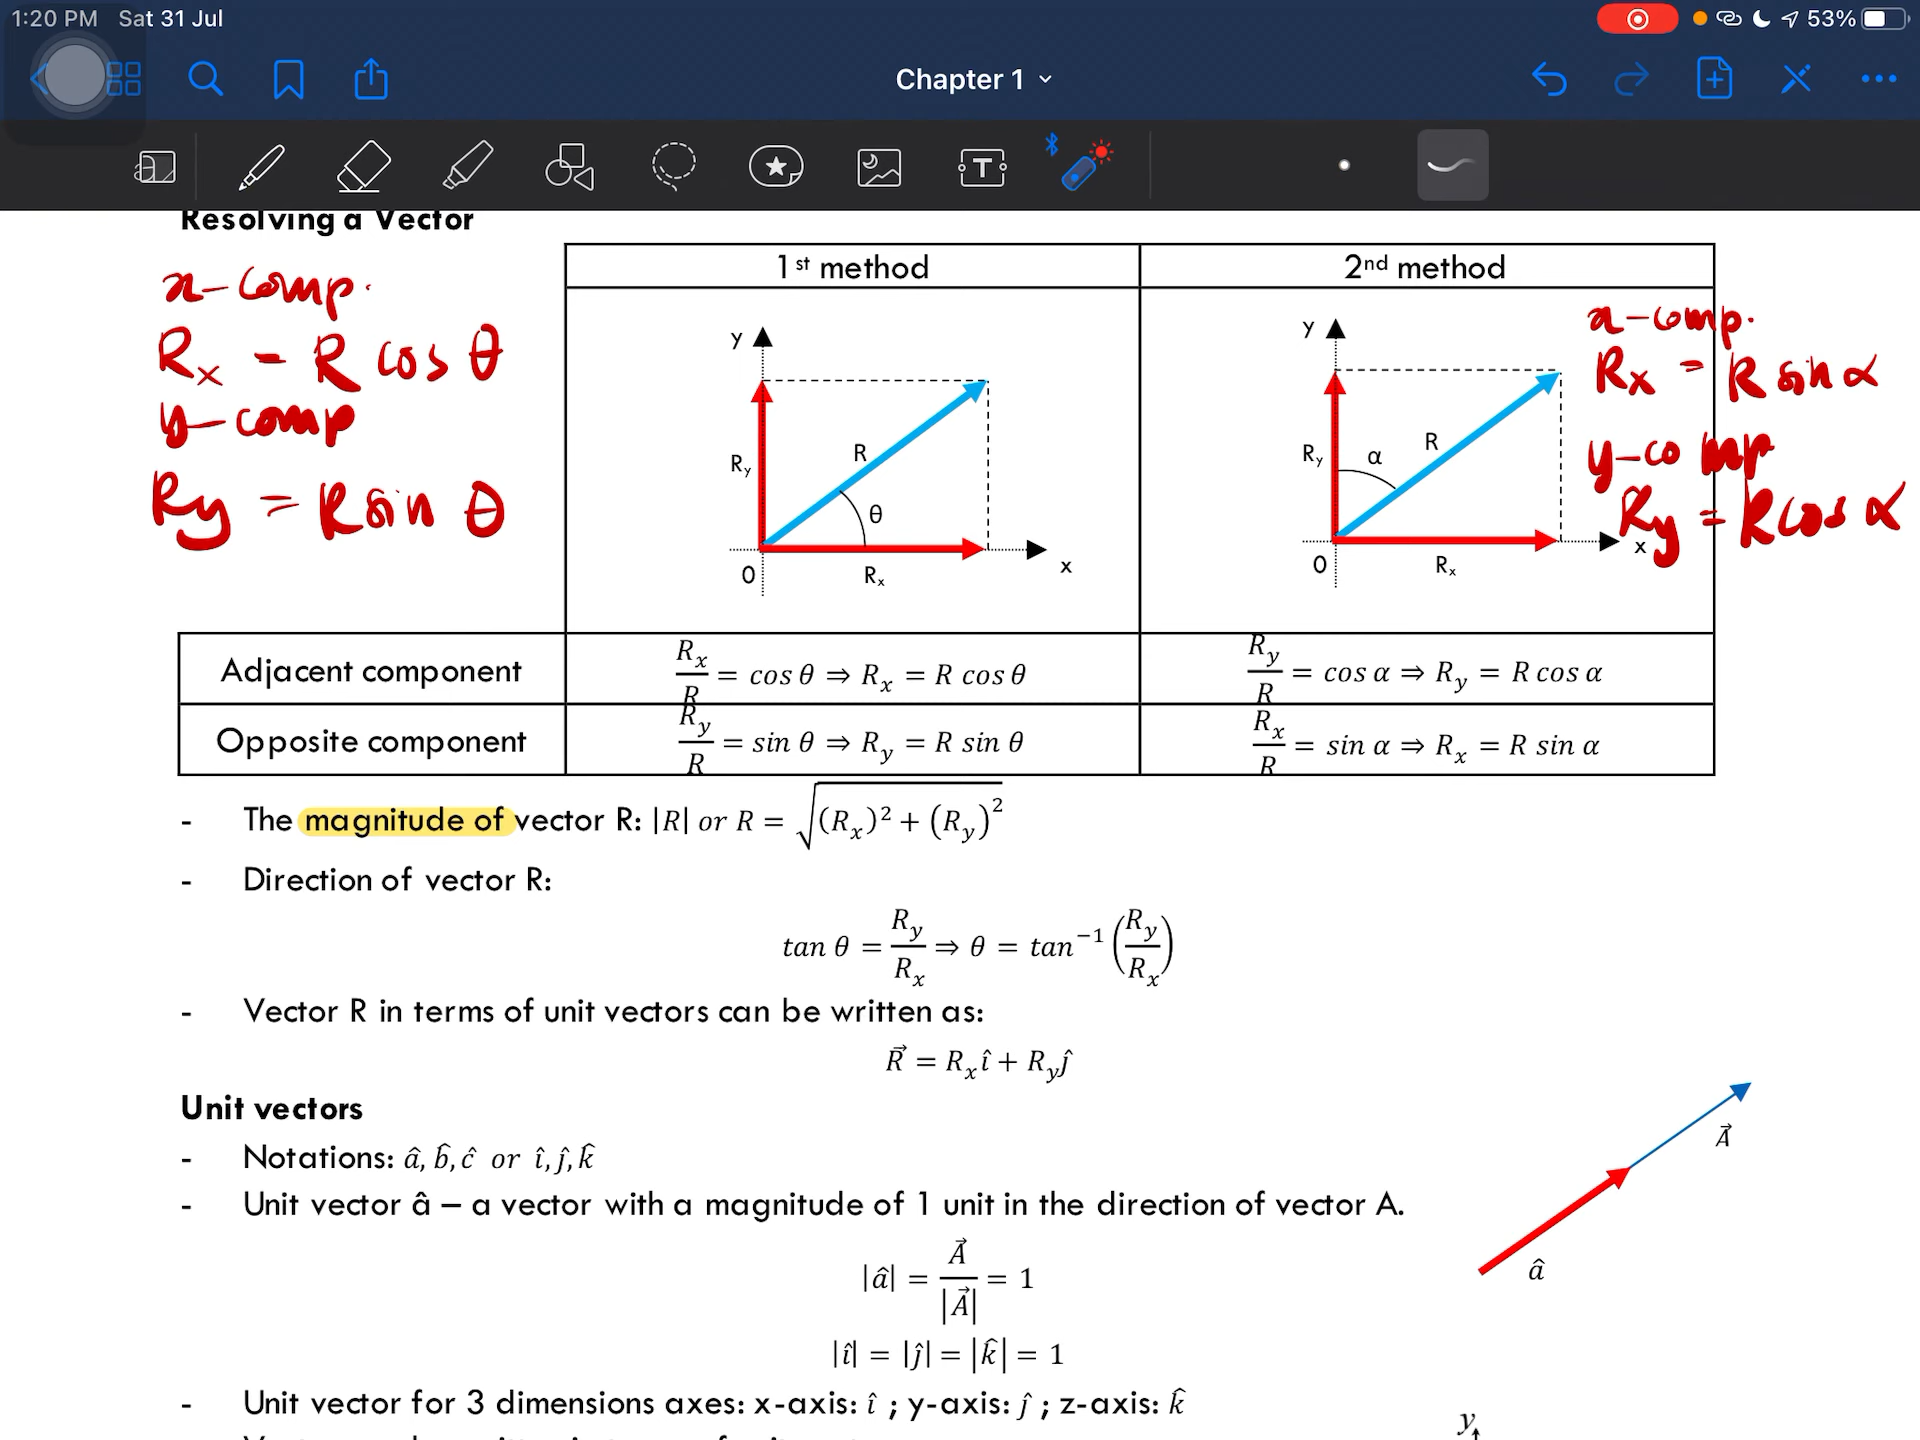 1:20 PM Sat 31 Jul
53%
Chapter 1
Resolving a Vector
x-comp.
Rx = R cos θ
y-comp
Ry = R sin θ
1st method
2nd method
y
Ry
R
θ
0
Rx
x
y
Ry
α
R
0
Rx
x
x-comp.
Rx = R sin α
y-comp
Ry = R cos α
Adjacent component
Rx/R = cos θ ⇒ Rx = R cos θ
Ry/R = cos α ⇒ Ry = R cos α
Opposite component
Ry/R = sin θ ⇒ Ry = R sin θ
Rx/R = sin α ⇒ Rx = R sin α
- The magnitude of vector R: |R| or R = √((Rx)² + (Ry)²)
- Direction of vector R:
tan θ = Ry/Rx ⇒ θ = tan⁻¹(Ry/Rx)
- Vector R in terms of unit vectors can be written as:
R⃗ = Rx î + Ry ĵ
Unit vectors
- Notations: â, b̂, ĉ or î, ĵ, k̂
- Unit vector â – a vector with a magnitude of 1 unit in the direction of vector A.
|â| = A⃗/|A⃗| = 1
|î| = |ĵ| = |k̂| = 1
A⃗
â
- Unit vector for 3 dimensions axes: x-axis: î ; y-axis: ĵ ; z-axis: k̂
y